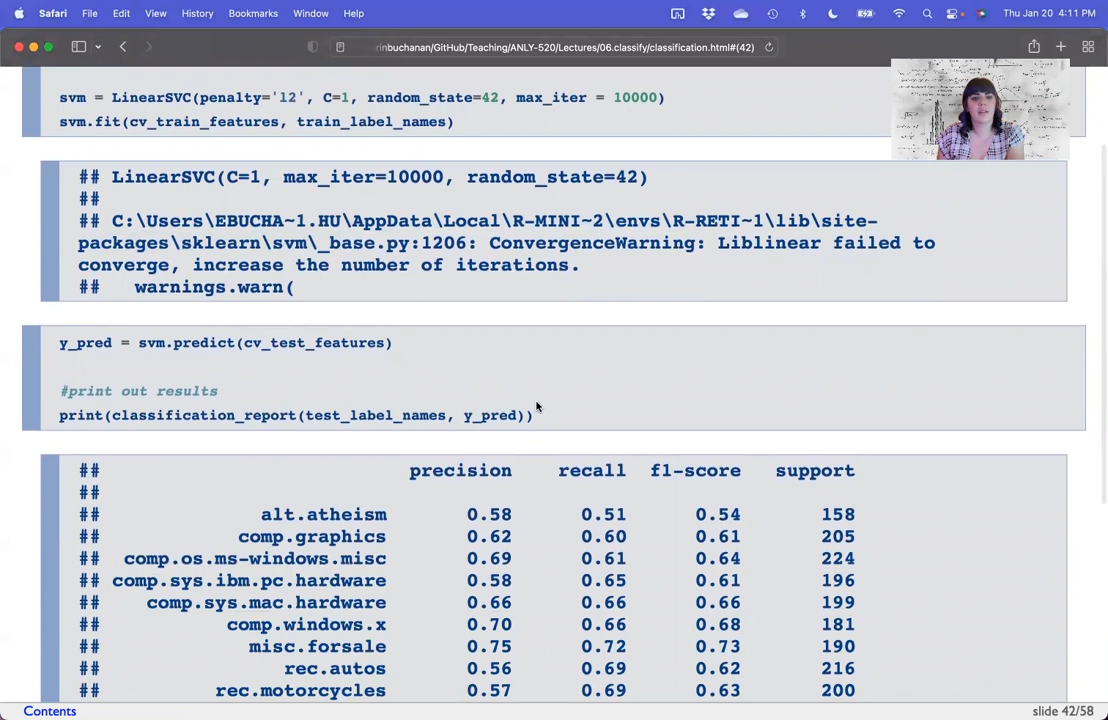 Safari File Edit View History Bookmarks Window Help Thu Jan 20 4:11 PM
rinbuchanan/GitHub/Teaching/ANLY-520/Lectures/06.classify/classification.html#(42)
svm = LinearSVC(penalty='l2', C=1, random_state=42, max_iter = 10000)
svm.fit(cv_train_features, train_label_names)
## LinearSVC(C=1, max_iter=10000, random_state=42)
##
## C:\Users\EBUCHA~1.HU\AppData\Local\R-MINI~2\envs\R-RETI~1\lib\site-
packages\sklearn\svm\_base.py:1206: ConvergenceWarning: Liblinear failed to
converge, increase the number of iterations.
## warnings.warn(
y_pred = svm.predict(cv_test_features)
#print out results
print(classification_report(test_label_names, y_pred))
## precision recall f1-score support
##
## alt.atheism 0.58 0.51 0.54 158
## comp.graphics 0.62 0.60 0.61 205
## comp.os.ms-windows.misc 0.69 0.61 0.64 224
## comp.sys.ibm.pc.hardware 0.58 0.65 0.61 196
## comp.sys.mac.hardware 0.66 0.66 0.66 199
## comp.windows.x 0.70 0.66 0.68 181
## misc.forsale 0.75 0.72 0.73 190
## rec.autos 0.56 0.69 0.62 216
## rec.motorcycles 0.57 0.69 0.63 200
Contents slide 42/58